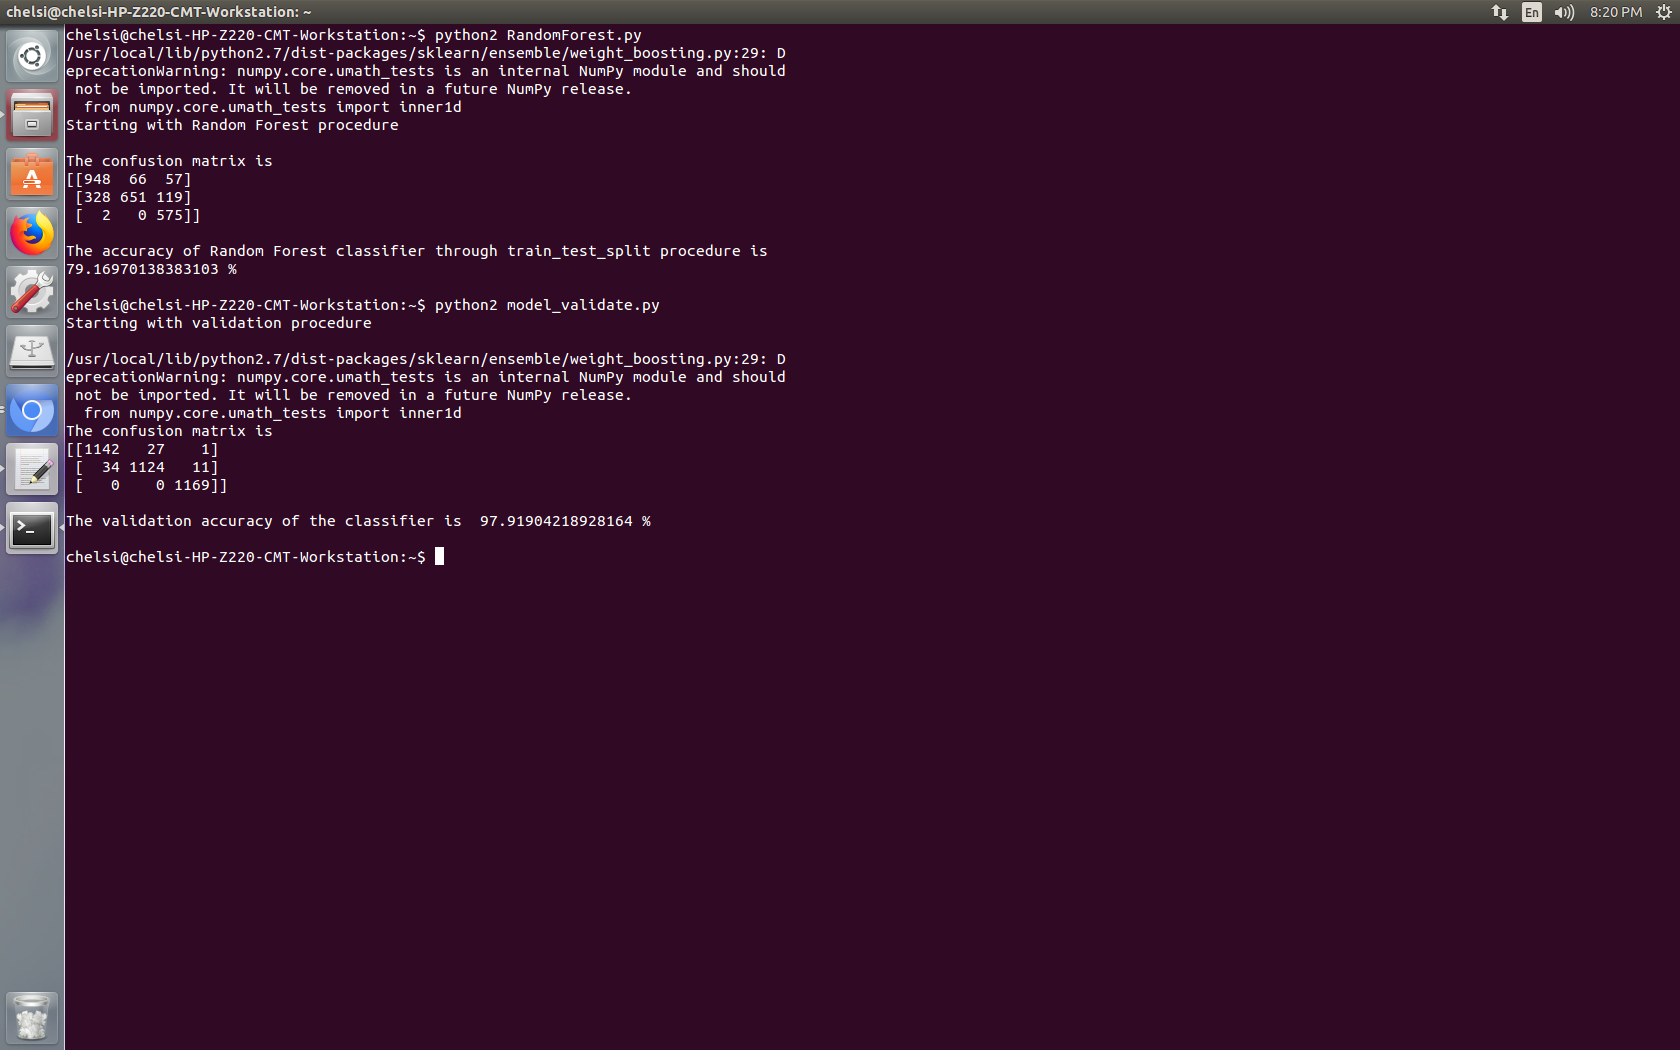 chelsi@chelsi-HP-Z220-CMT-Workstation: ~
En
8:20 PM
chelsi@chelsi-HP-Z220-CMT-Workstation:~$ python2 RandomForest.py
/usr/local/lib/python2.7/dist-packages/sklearn/ensemble/weight_boosting.py:29: D
eprecationWarning: numpy.core.umath_tests is an internal NumPy module and should
 not be imported. It will be removed in a future NumPy release.
  from numpy.core.umath_tests import inner1d
Starting with Random Forest procedure
The confusion matrix is
[[948  66  57]
 [328 651 119]
 [  2   0 575]]
The accuracy of Random Forest classifier through train_test_split procedure is
79.16970138383103 %
chelsi@chelsi-HP-Z220-CMT-Workstation:~$ python2 model_validate.py
Starting with validation procedure
/usr/local/lib/python2.7/dist-packages/sklearn/ensemble/weight_boosting.py:29: D
eprecationWarning: numpy.core.umath_tests is an internal NumPy module and should
 not be imported. It will be removed in a future NumPy release.
  from numpy.core.umath_tests import inner1d
The confusion matrix is
[[1142   27    1]
 [  34 1124   11]
 [   0    0 1169]]
The validation accuracy of the classifier is  97.91904218928164 %
chelsi@chelsi-HP-Z220-CMT-Workstation:~$